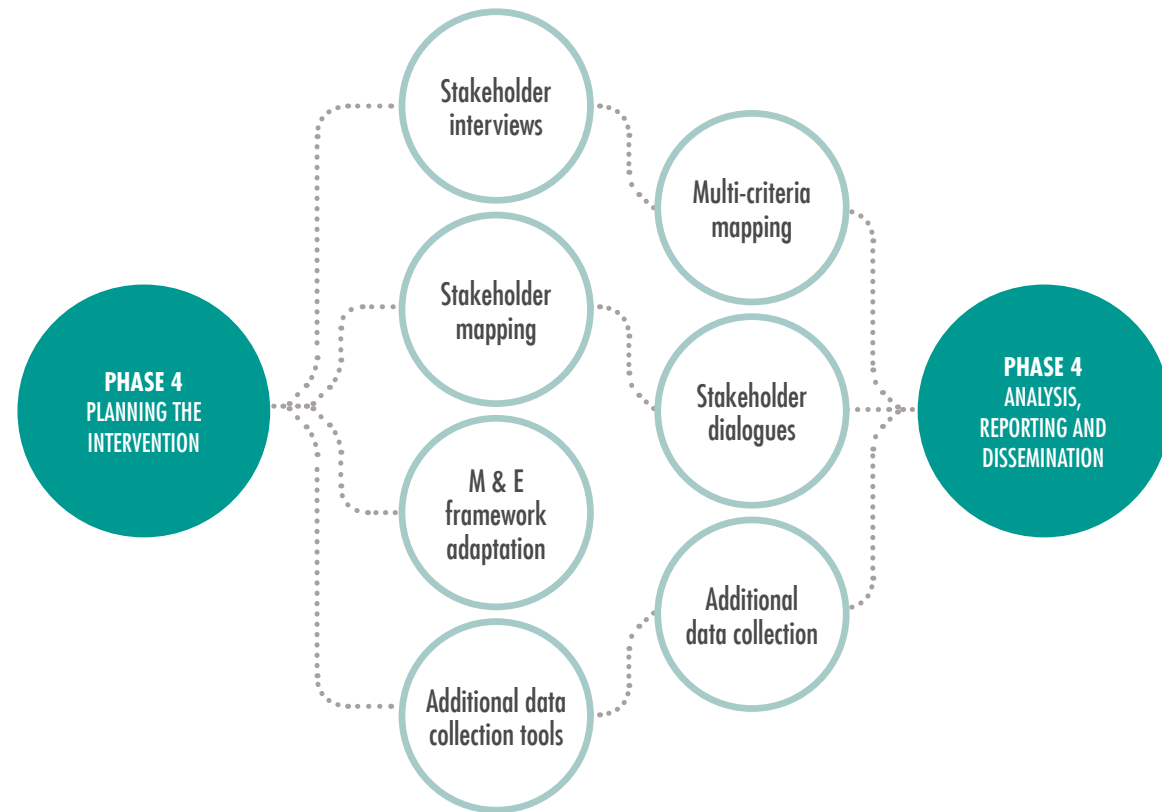 PHASE 4
PLANNING THE
INTERVENTION
Stakeholder
interviews
Stakeholder
mapping
M & E
framework
adaptation
Additional data
collection tools
Multi-criteria
mapping
Stakeholder
dialogues
Additional
data collection
PHASE 4
ANALYSIS,
REPORTING AND
DISSEMINATION